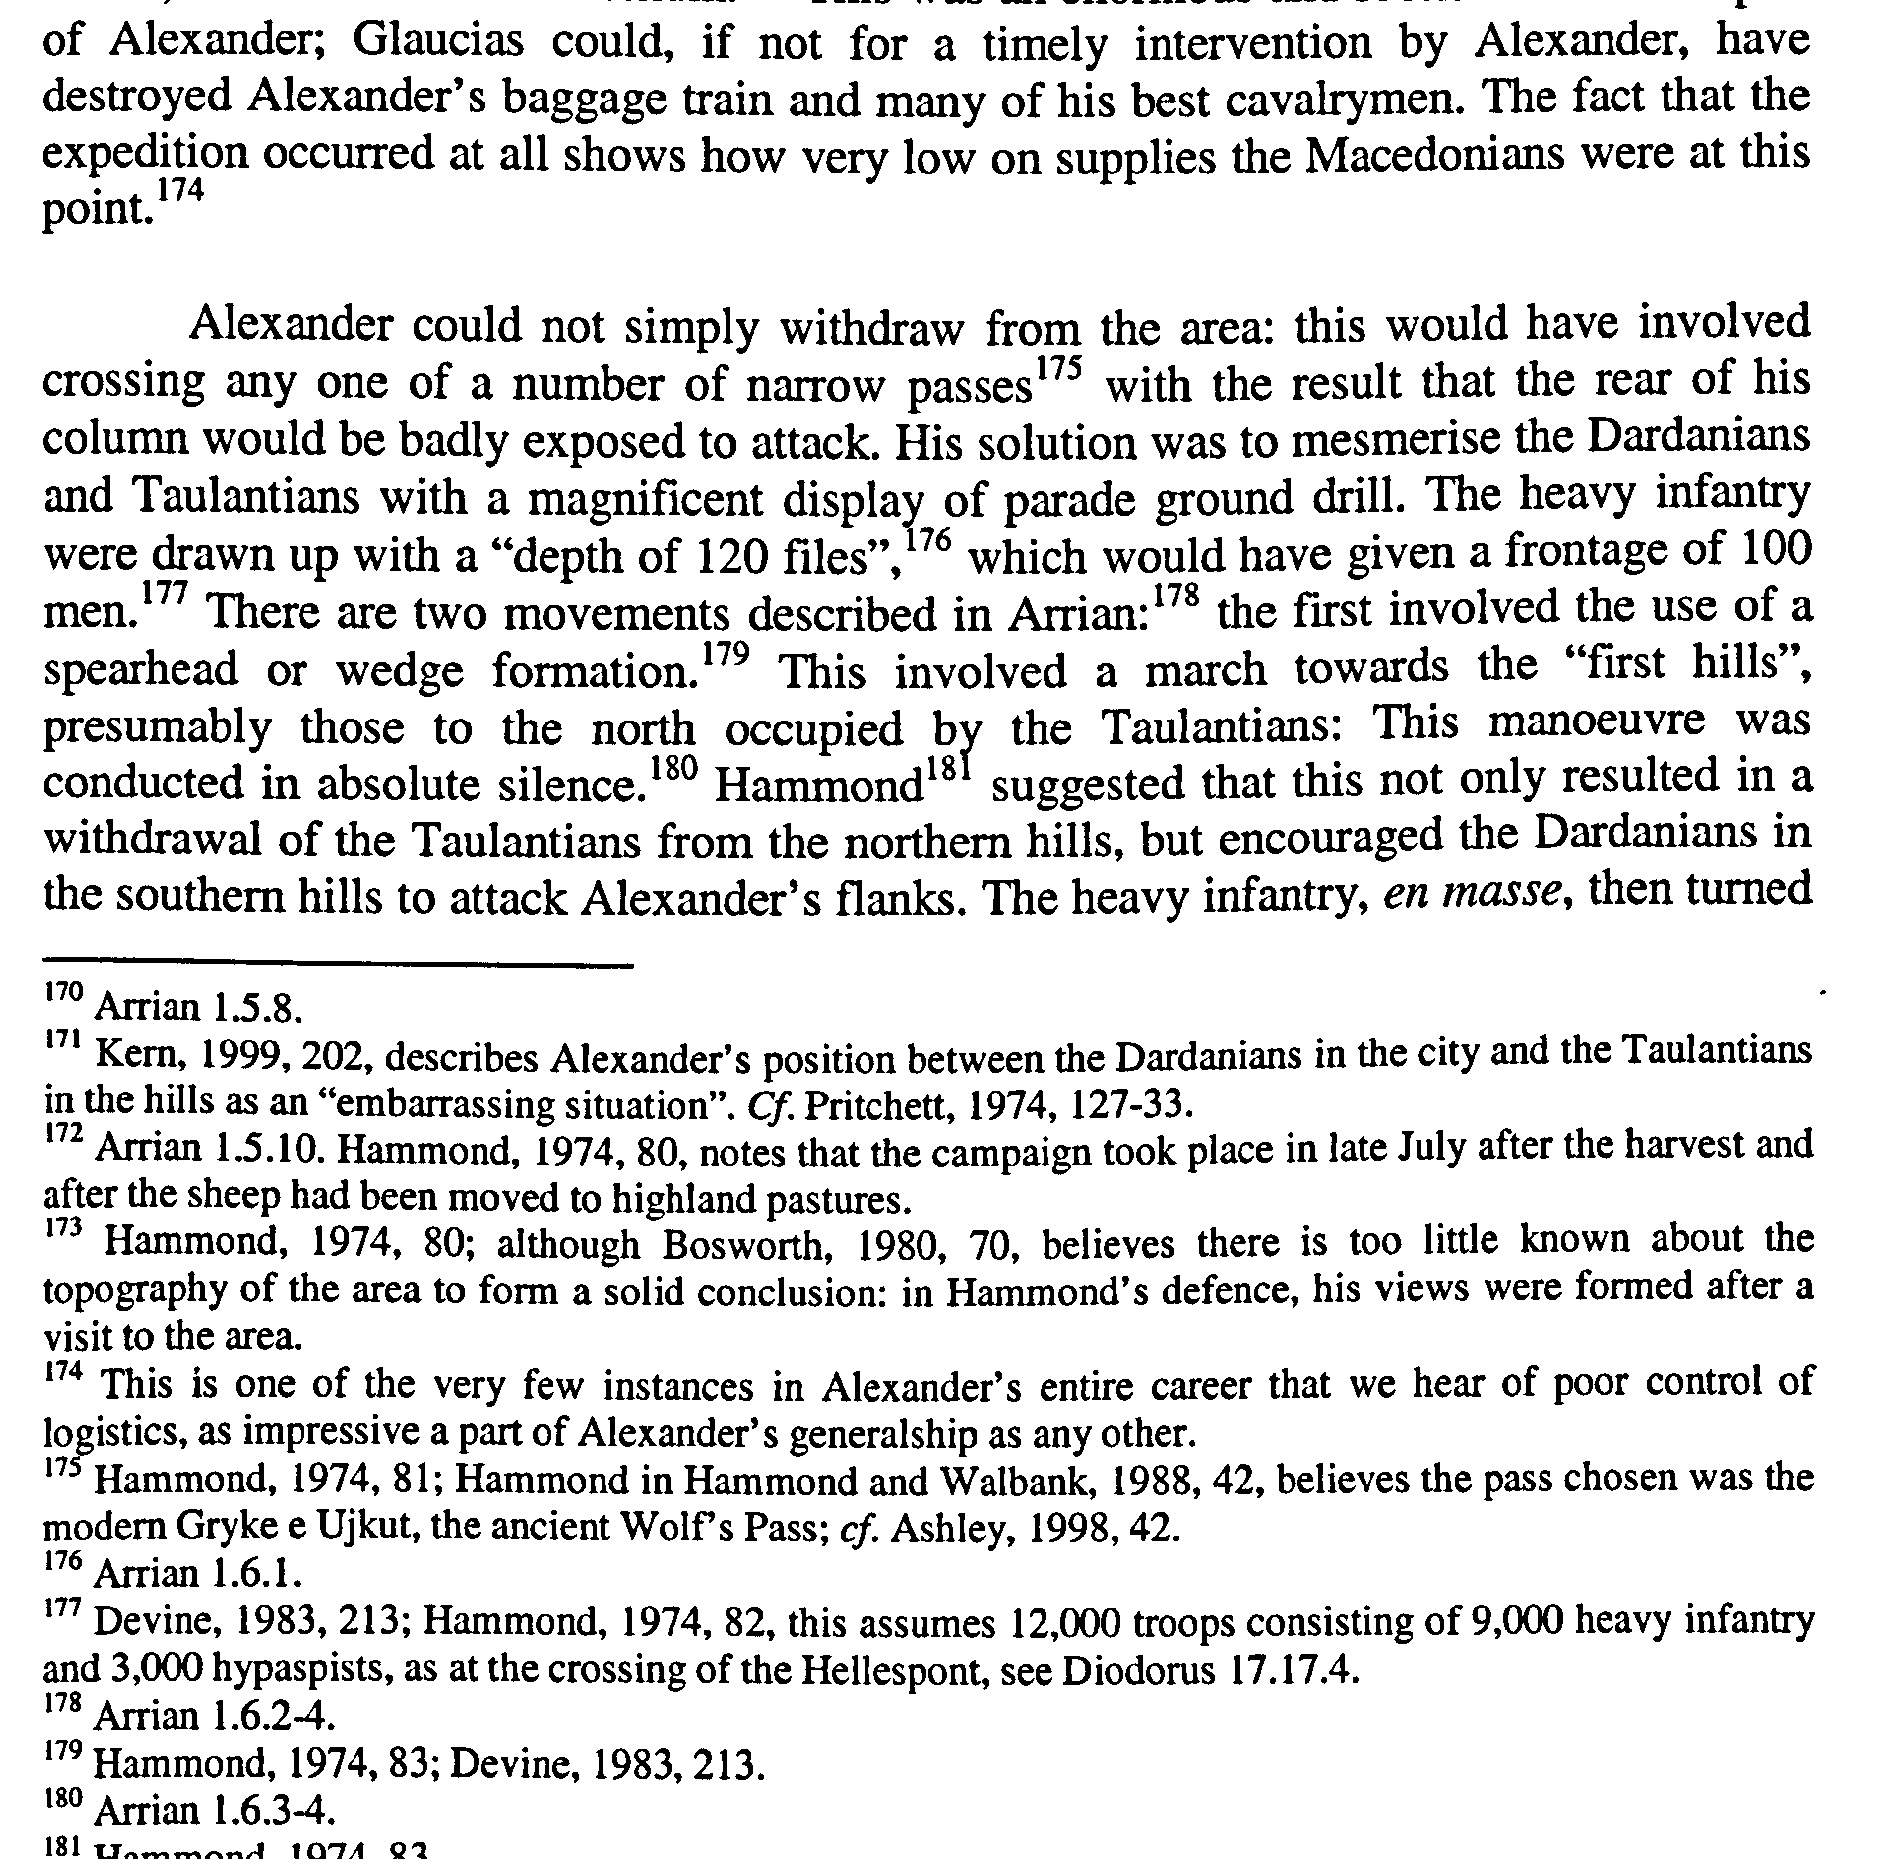 of Alexander; Glaucias could, if not for a timely intervention by Alexander, have
destroyed Alexander's baggage train and many of his best cavalrymen. The fact that the
expedition occurred at all shows how very low on supplies the Macedonians were at this
point.174
Alexander could not simply withdraw from the area: this would have involved
crossing any one of a number of narrow passes175 with the result that the rear of his
column would be badly exposed to attack. His solution was to mesmerise the Dardanians
and Taulantians with a magnificent display of parade ground drill. The heavy infantry
were drawn up with a “depth of 120 files”,176 which would have given a frontage of 100
men.177 There are two movements described in Arrian:178 the first involved the use of a
spearhead or wedge formation.179 This involved a march towards the “first hills”,
presumably those to the north occupied by the Taulantians: This manoeuvre was
conducted in absolute silence.180 Hammond181 suggested that this not only resulted in a
withdrawal of the Taulantians from the northern hills, but encouraged the Dardanians in
the southern hills to attack Alexander's flanks. The heavy infantry, en masse, then turned
170 Arrian 1.5.8.
171 Kern, 1999, 202, describes Alexander's position between the Dardanians in the city and the Taulantians
in the hills as an “embarrassing situation”. Cf. Pritchett, 1974, 127-33.
172 Arrian 1.5.10. Hammond, 1974, 80, notes that the campaign took place in late July after the harvest and
after the sheep had been moved to highland pastures.
173 Hammond, 1974, 80; although Bosworth, 1980, 70, believes there is too little known about the
topography of the area to form a solid conclusion: in Hammond's defence, his views were formed after a
visit to the area.
174 This is one of the very few instances in Alexander's entire career that we hear of poor control of
logistics, as impressive a part of Alexander's generalship as any other.
175 Hammond, 1974, 81; Hammond in Hammond and Walbank, 1988, 42, believes the pass chosen was the
modern Gryke e Ujkut, the ancient Wolf's Pass; cf. Ashley, 1998, 42.
176 Arrian 1.6.1.
177 Devine, 1983, 213; Hammond, 1974, 82, this assumes 12,000 troops consisting of 9,000 heavy infantry
and 3,000 hypaspists, as at the crossing of the Hellespont, see Diodorus 17.17.4.
178 Arrian 1.6.2-4.
179 Hammond, 1974, 83; Devine, 1983, 213.
180 Arrian 1.6.3-4.
181 Hammond, 1974, 83